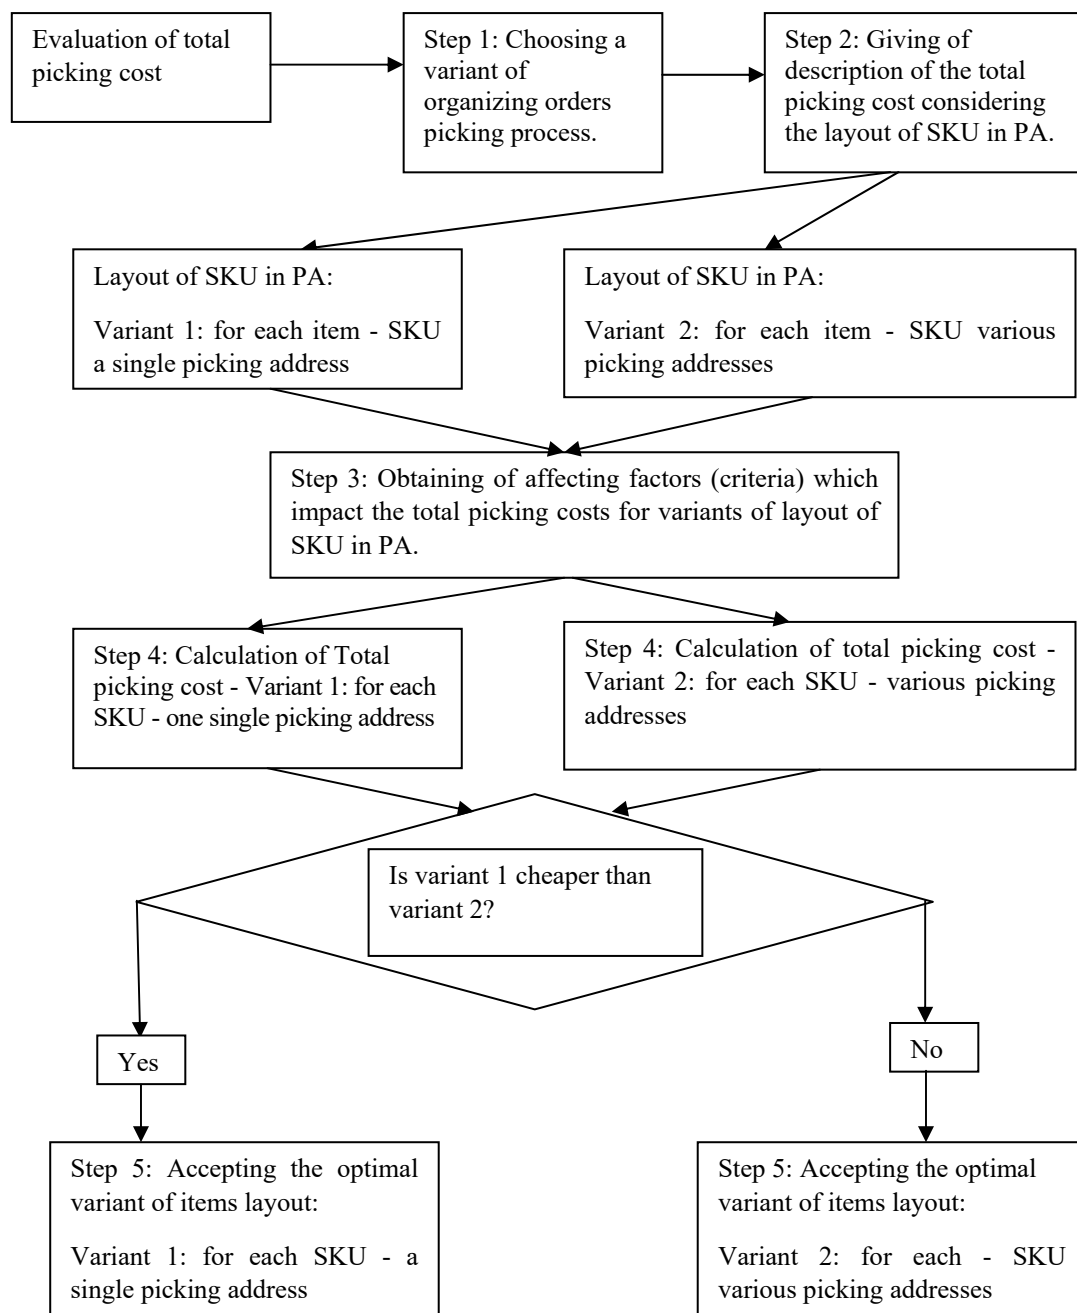 Evaluation of total
picking cost
Step 1: Choosing a
variant of
organizing orders
picking process.
Step 2: Giving of
description of the total
picking cost considering
the layout of SKU in PA.
Layout of SKU in PA:
Variant 1: for each item - SKU
a single picking address
Layout of SKU in PA:
Variant 2: for each item - SKU various
picking addresses
Step 3: Obtaining of affecting factors (criteria) which
impact the total picking costs for variants of layout of
SKU in PA.
Step 4: Calculation of Total
picking cost - Variant 1: for each
SKU - one single picking address
Step 4: Calculation of total picking cost -
Variant 2: for each SKU - various picking
addresses
Is variant 1 cheaper than
variant 2?
Yes
No
Step 5: Accepting the optimal
variant of items layout:
Variant 1: for each SKU - a
single picking address
Step 5: Accepting the optimal
variant of items layout:
Variant 2: for each - SKU
various picking addresses